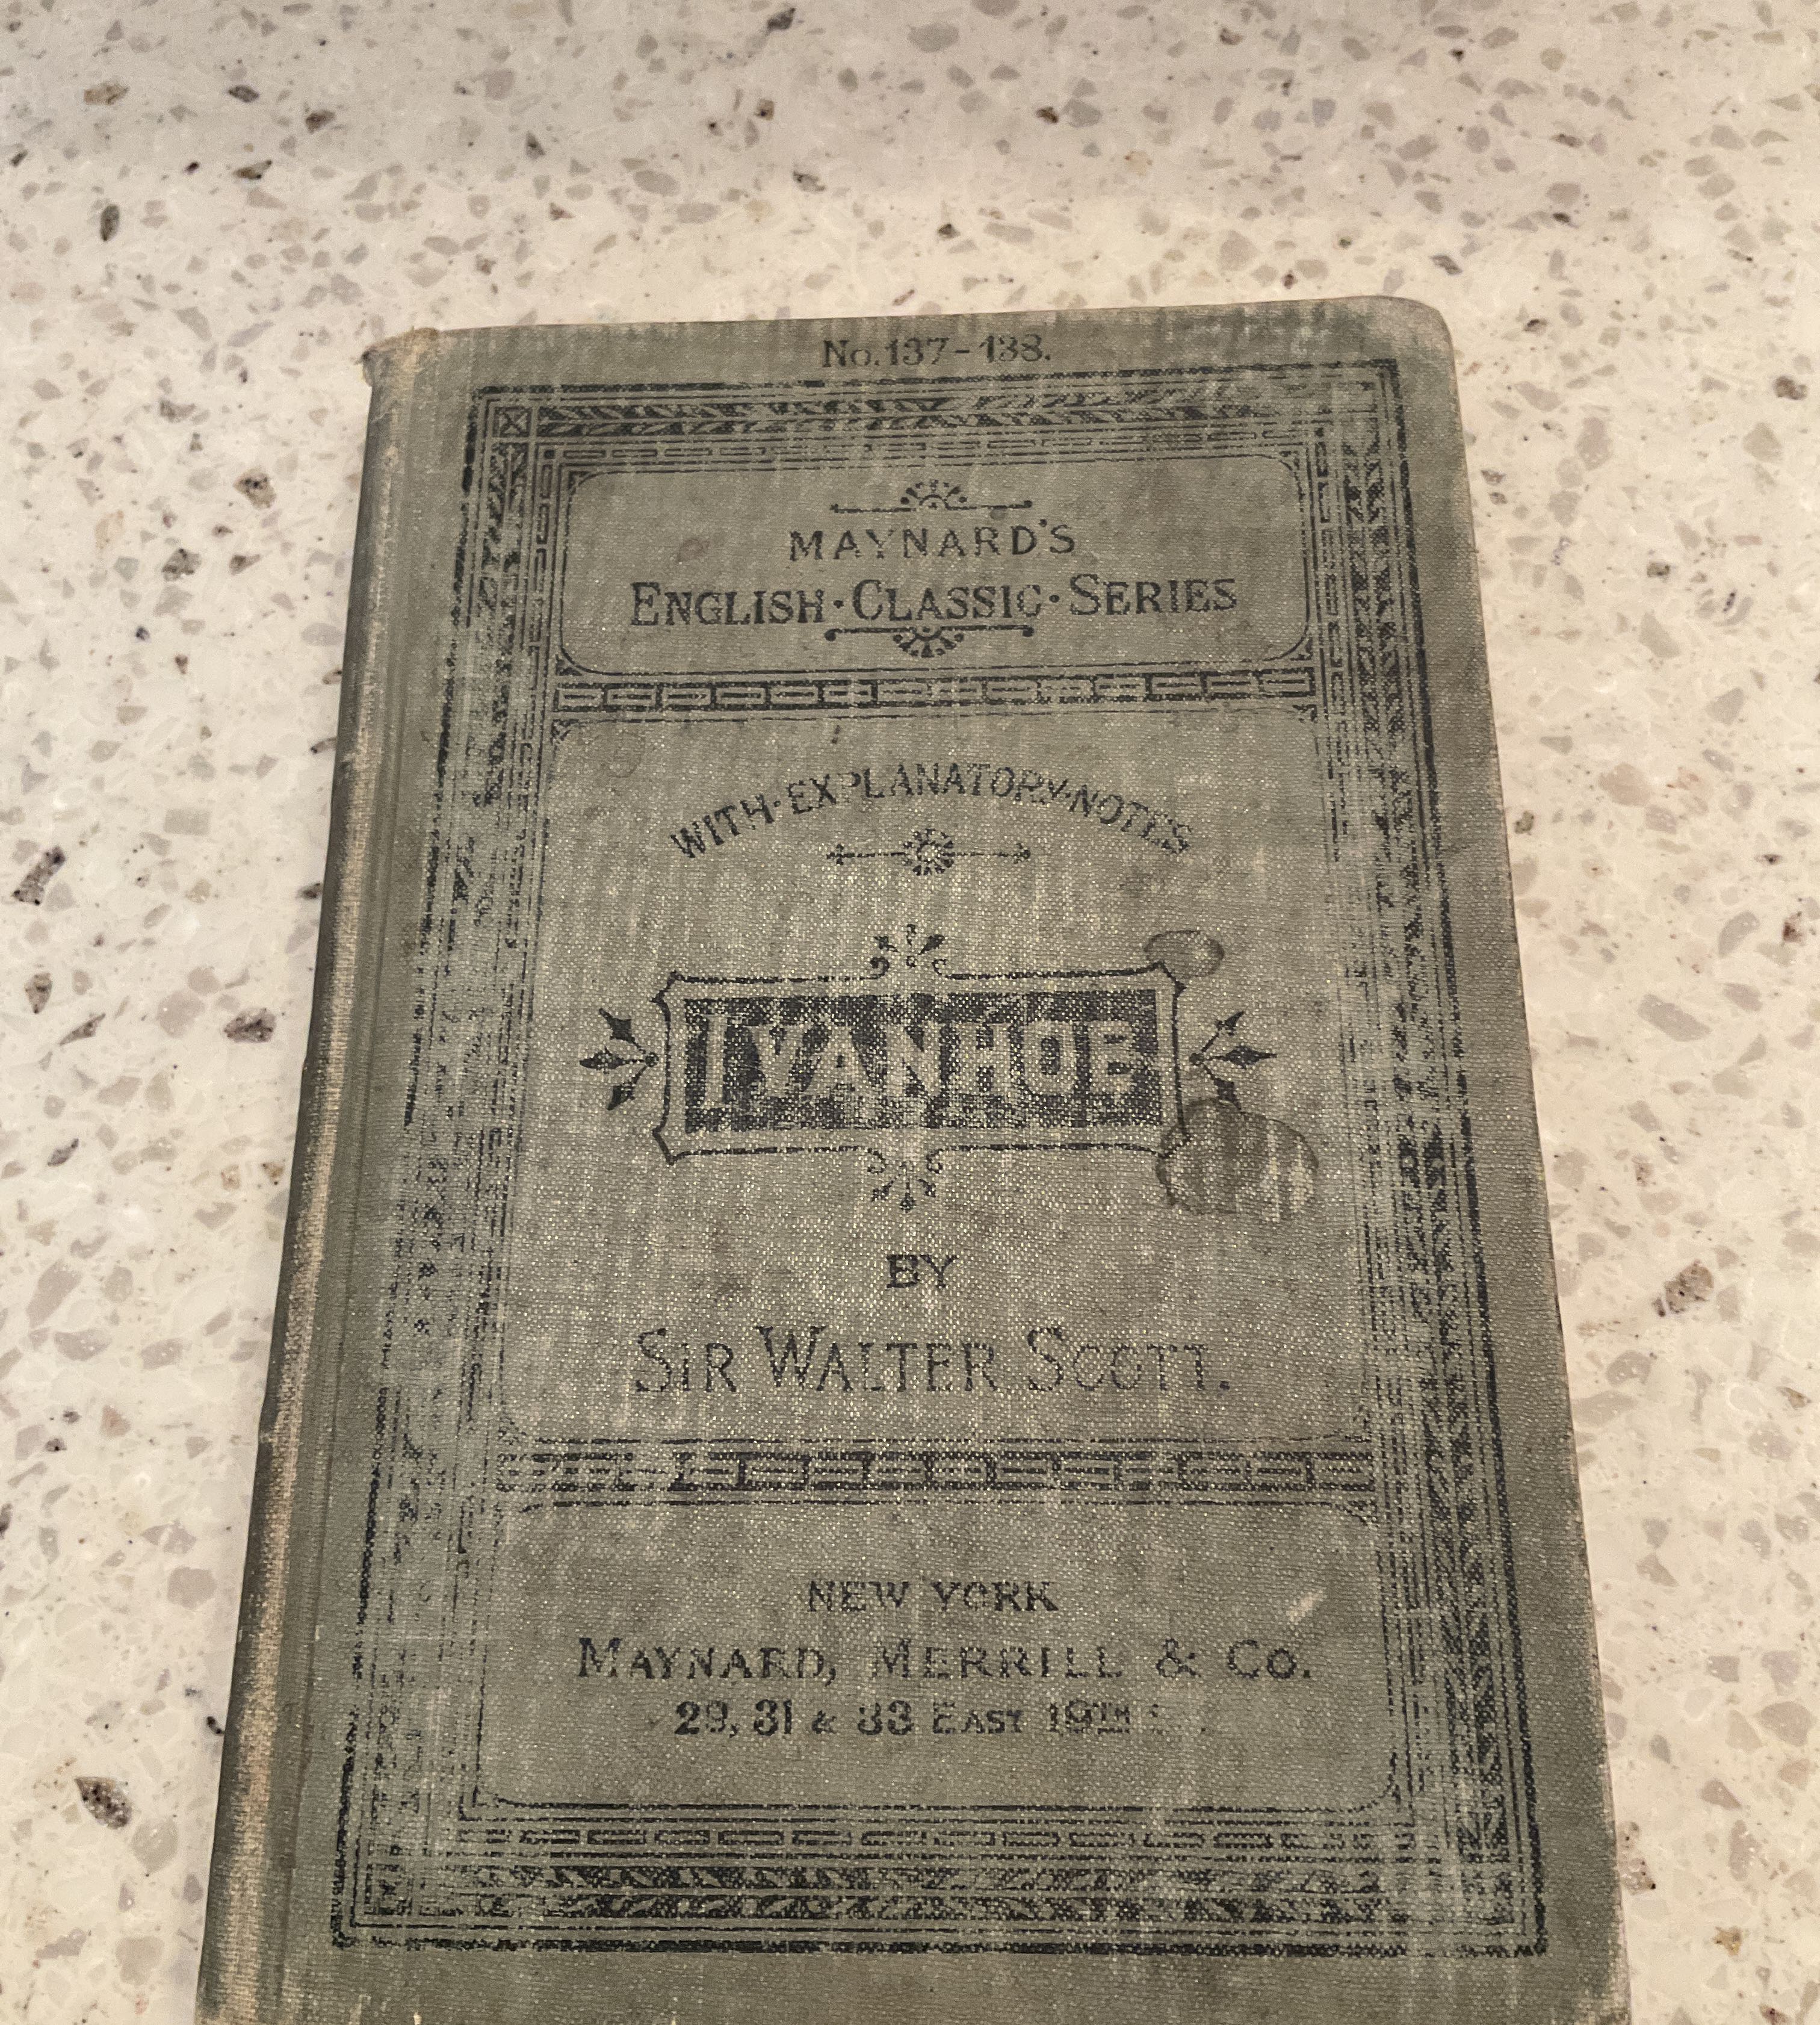 No. 137-138.
MAYNARD'S
ENGLISH·CLASSIC·SERIES
WITH·EXPLANATORY·NOTES
IVANHOE
BY
SIR WALTER SCOTT.
NEW YORK
MAYNARD, MERRILL & CO.
29, 31 & 33 EAST 19TH